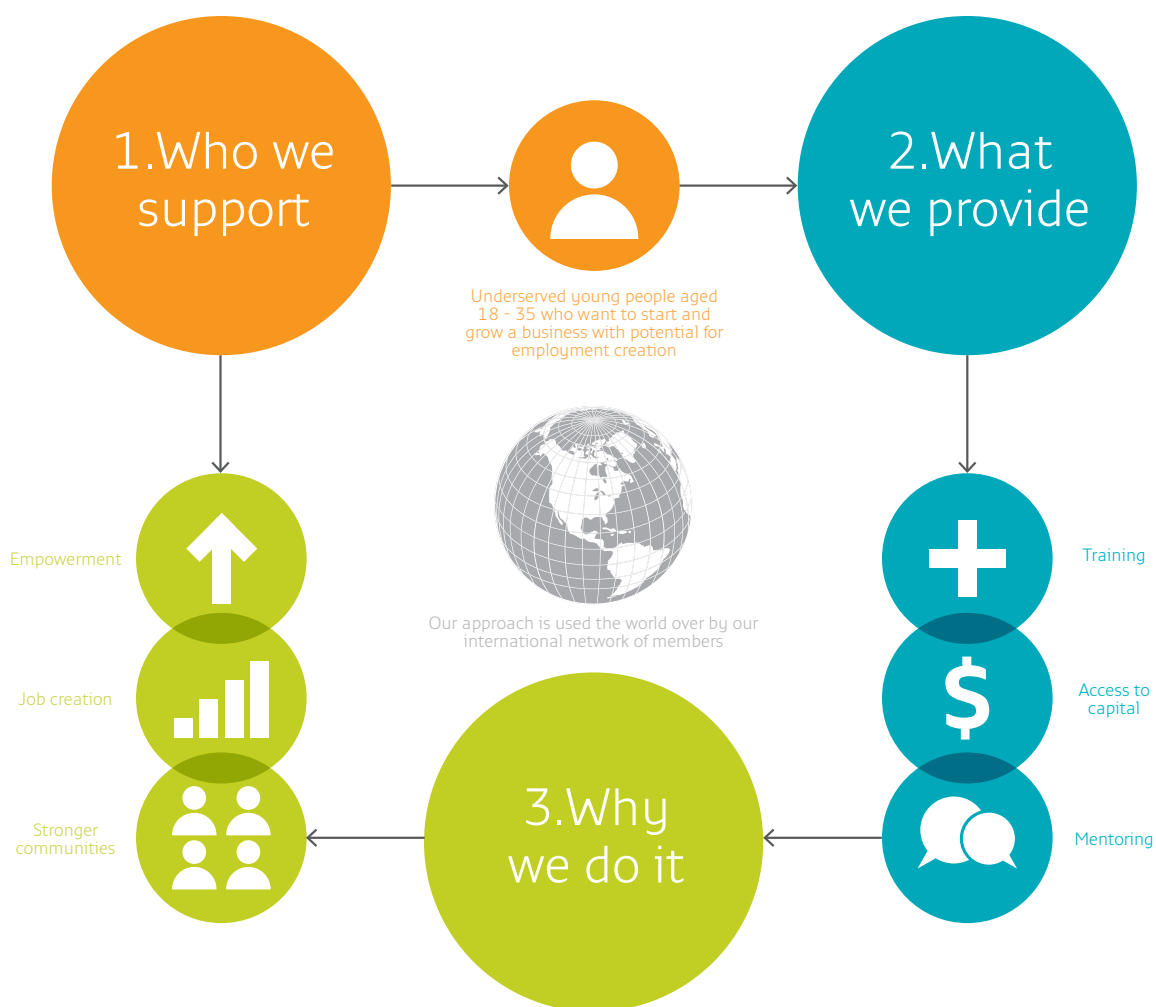 1.Who we
support
2.What
we provide
Underserved young people aged
18 - 35 who want to start and
grow a business with potential for
employment creation
Empowerment
Job creation
Stronger
communities
Our approach is used the world over by our
international network of members
Training
$
Access to
capital
Mentoring
3.Why
we do it